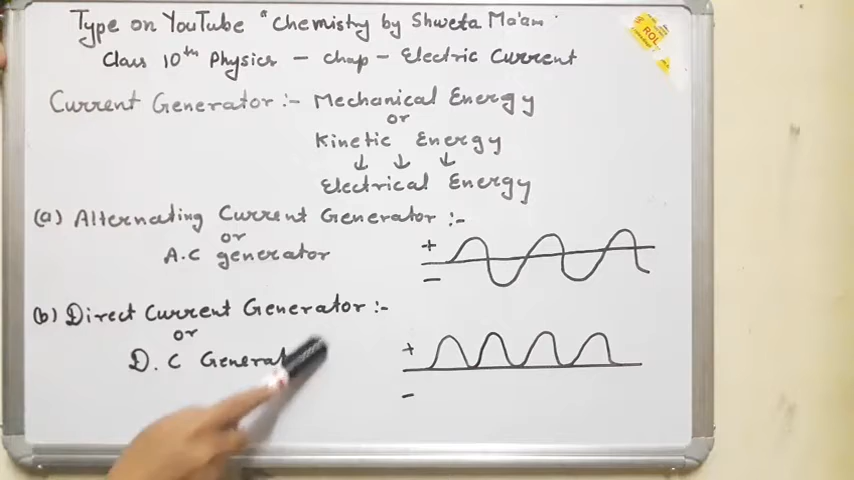 Type on YouTube "Chemistry by Shweta Ma'am
Class 10th Physics - chap - Electric Current
Current Generator :- Mechanical Energy
or
Kinetic Energy
↓ ↓ ↓
Electrical Energy
(a) Alternating Current Generator :-
or
A.C generator
+
-
(b) Direct Current Generator :-
or
D.C
+
-